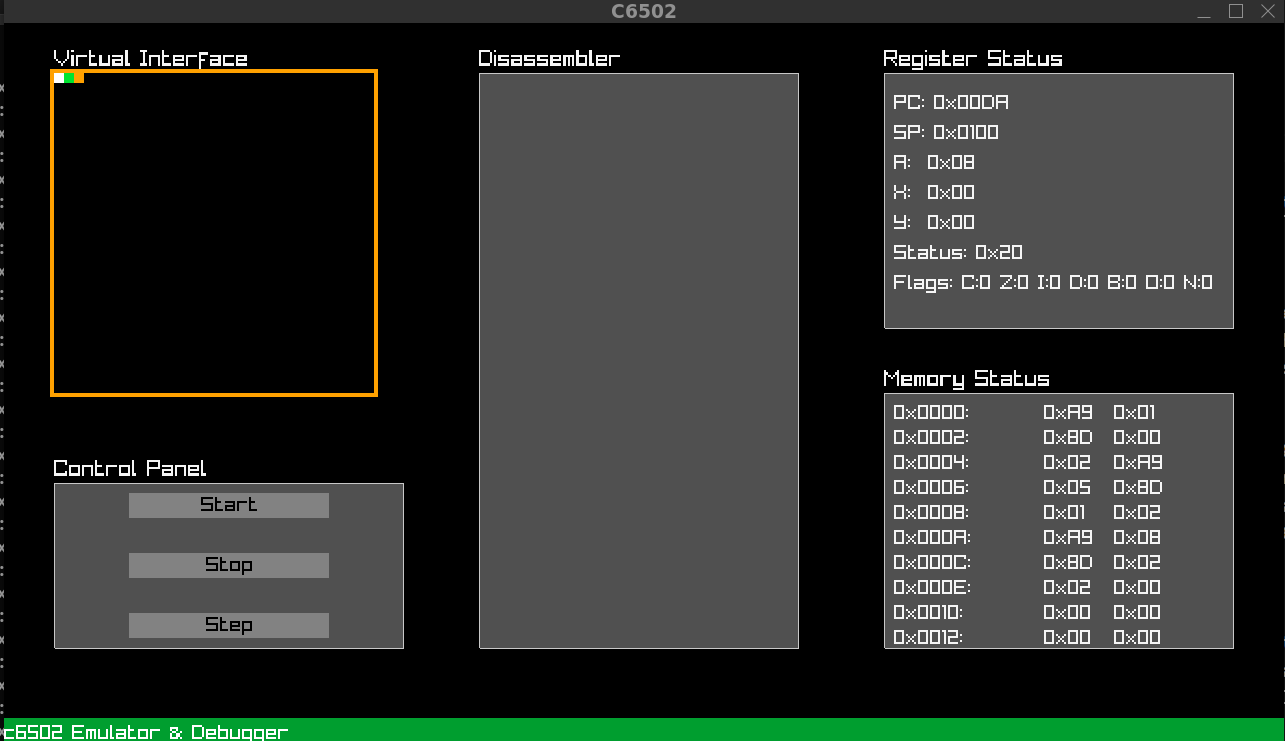 C6502
Virtual Interface
Disassembler
Register Status
PC: 0x00DA
SP: 0x0100
A: 0x08
X: 0x00
Y: 0x00
Status: 0x20
Flags: C:0 Z:0 I:0 D:0 B:0 O:0 N:0
Memory Status
0x0000: 0xA9 0x01
0x0002: 0x8D 0x00
0x0004: 0x02 0xA9
0x0006: 0x05 0x8D
0x0008: 0x01 0x02
0x000A: 0xA9 0x08
0x000C: 0x8D 0x02
0x000E: 0x02 0x00
0x0010: 0x00 0x00
0x0012: 0x00 0x00
Control Panel
Start
Stop
Step
c6502 Emulator & Debugger